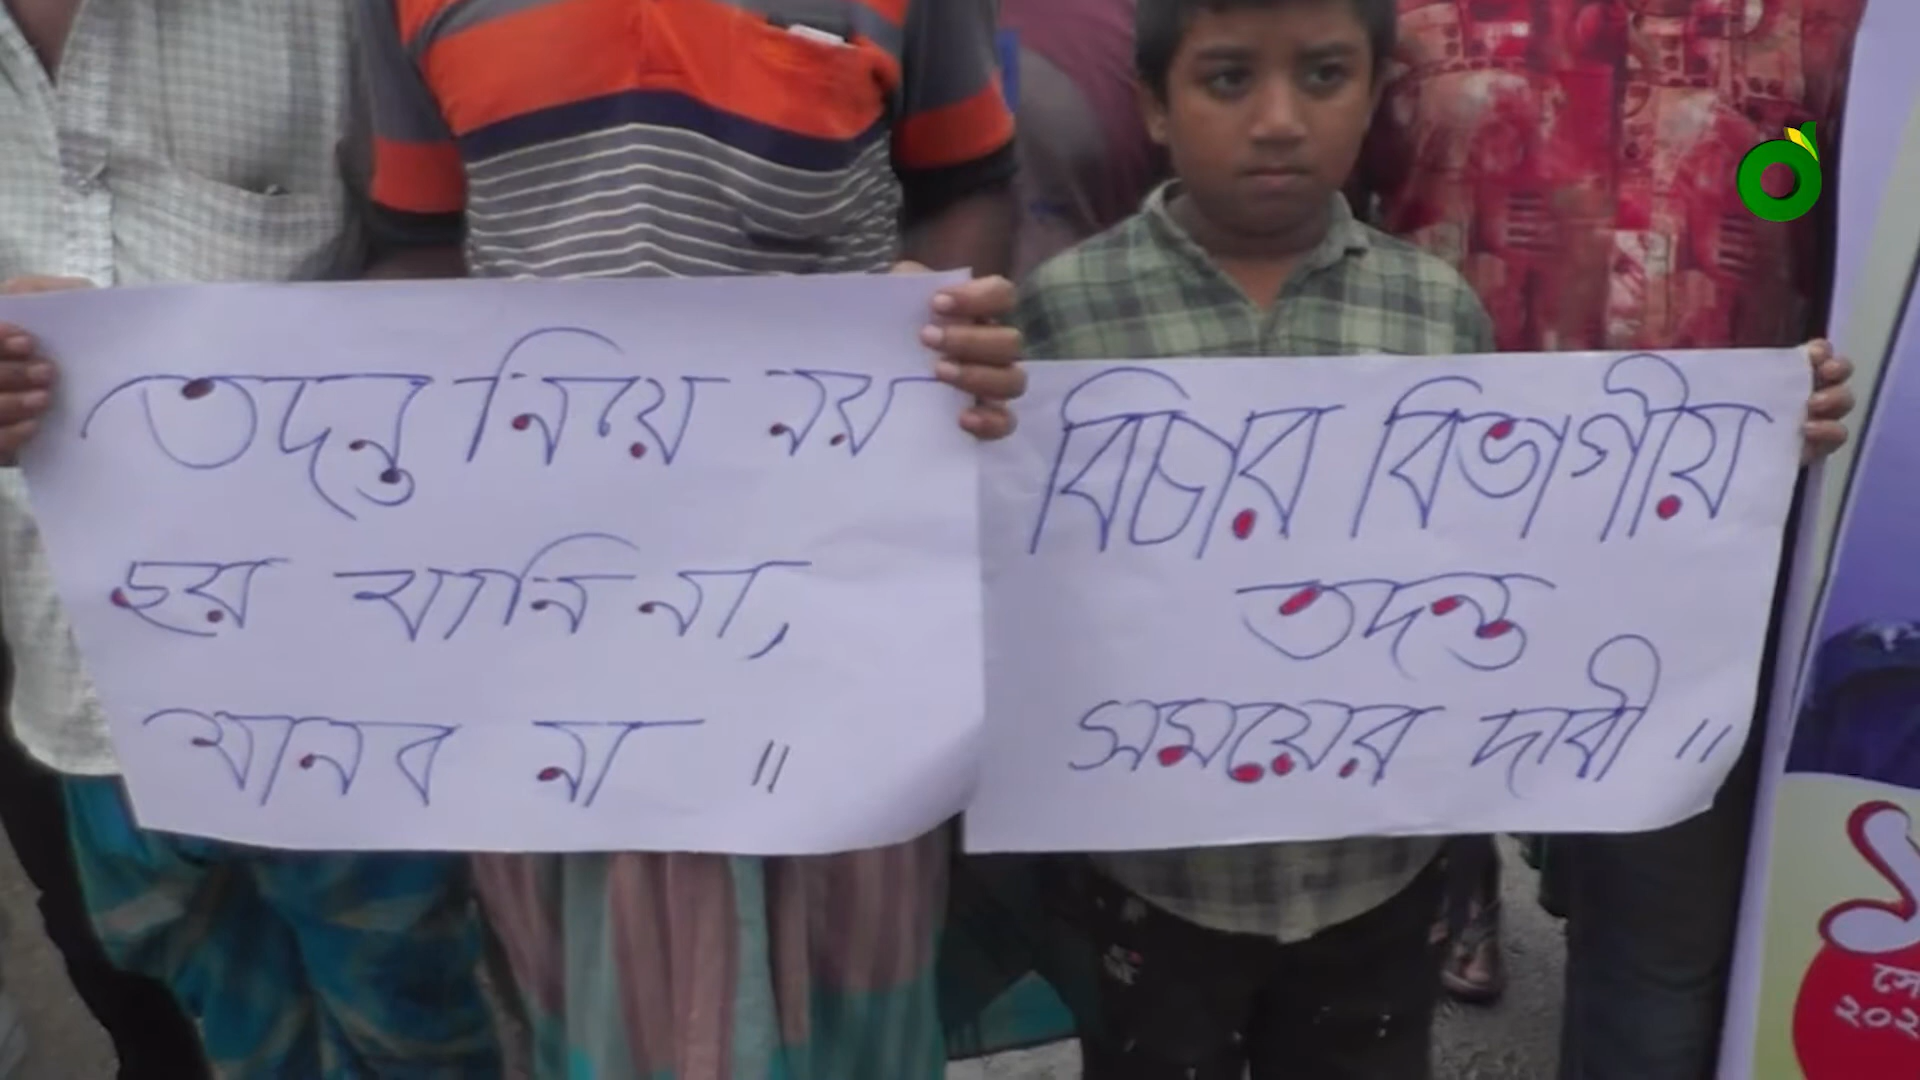 তদন্ত নিয়ে নয়
ছয় মানি না,
মানব না ॥
বিচার বিভাগীয়
তদন্ত
সময়ের দাবী ॥